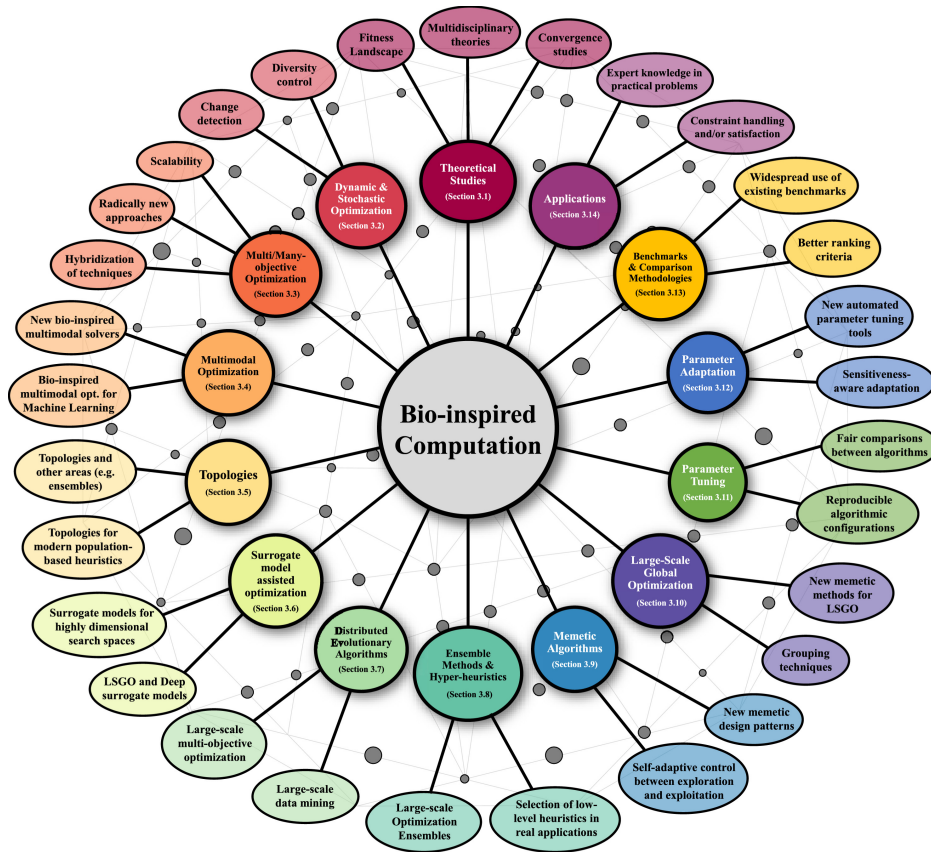 Bio-inspired
Computation
Theoretical
Studies
(Section 3.1)
Fitness
Landscape
Multidisciplinary
theories
Convergence
studies
Dynamic &
Stochastic
Optimization
(Section 3.2)
Diversity
control
Change
detection
Multi/Many-
objective
Optimization
(Section 3.3)
Scalability
Radically new
approaches
Hybridization
of techniques
Multimodal
Optimization
(Section 3.4)
New bio-inspired
multimodal solvers
Bio-inspired
multimodal opt. for
Machine Learning
Topologies
(Section 3.5)
Topologies and
other areas (e.g.
ensembles)
Topologies for
modern population-
based heuristics
Surrogate
model
assisted
optimization
(Section 3.6)
Surrogate models for
highly dimensional
search spaces
LSGO and Deep
surrogate models
Distributed
Evolutionary
Algorithms
(Section 3.7)
Large-scale
multi-objective
optimization
Large-scale
data mining
Ensemble
Methods &
Hyper-heuristics
(Section 3.8)
Large-scale
Optimization
Ensembles
Selection of low-
level heuristics in
real applications
Memetic
Algorithms
(Section 3.9)
Self-adaptive control
between exploration
and exploitation
New memetic
design patterns
Large-Scale
Global
Optimization
(Section 3.10)
Grouping
techniques
New memetic
methods for
LSGO
Parameter
Tuning
(Section 3.11)
Reproducible
algorithmic
configurations
Fair comparisons
between algorithms
Parameter
Adaptation
(Section 3.12)
Sensitiveness-
aware adaptation
New automated
parameter tuning
tools
Benchmarks
& Comparison
Methodologies
(Section 3.13)
Better ranking
criteria
Widespread use of
existing benchmarks
Applications
(Section 3.14)
Constraint handling
and/or satisfaction
Expert knowledge in
practical problems